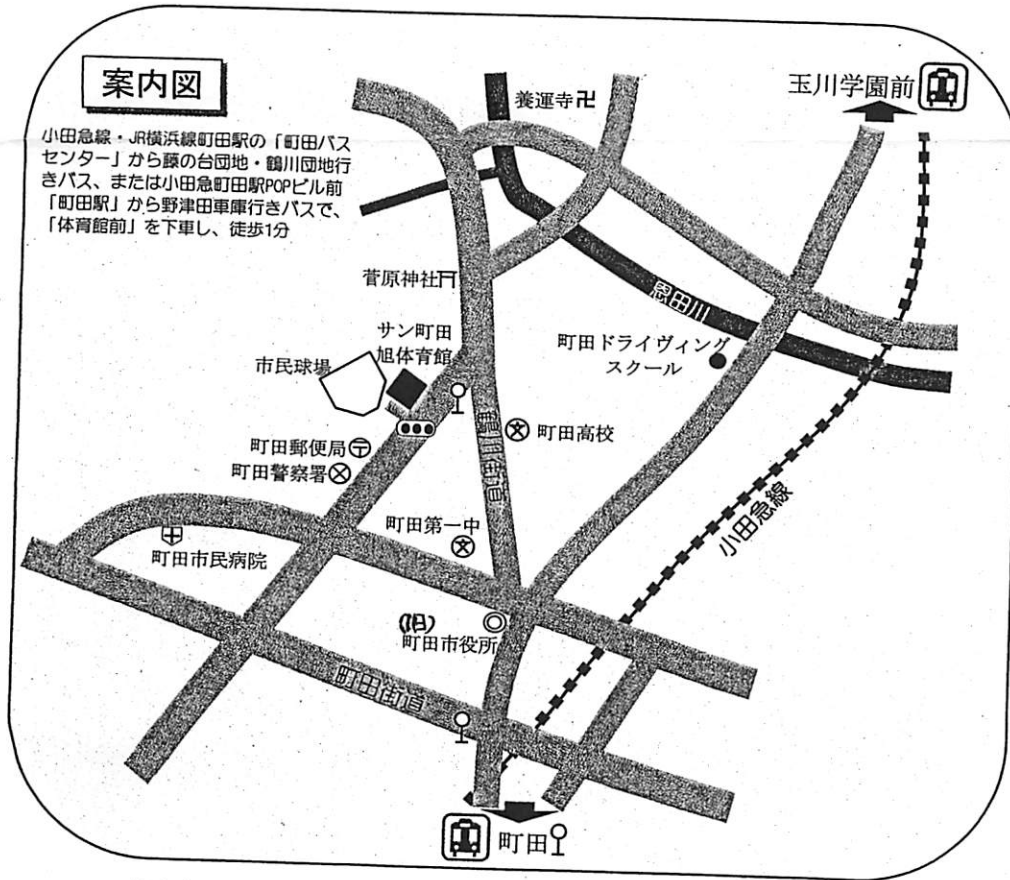 案内図
小田急線・JR横浜線町田駅の「町田バス
センター」から藤の台団地・鶴川団地行
きバス、または小田急町田駅POPビル前
「町田駅」から野津田車庫行きバスで、
「体育館前」を下車し、徒歩1分
養運寺卍
玉川学園前
菅原神社
恩田川
サン町田
旭体育館
市民球場
町田ドライヴィング
スクール
鶴川街道
町田高校
町田郵便局
町田警察署
小田急線
町田第一中
町田市民病院
(旧)
町田市役所
町田街道
町田